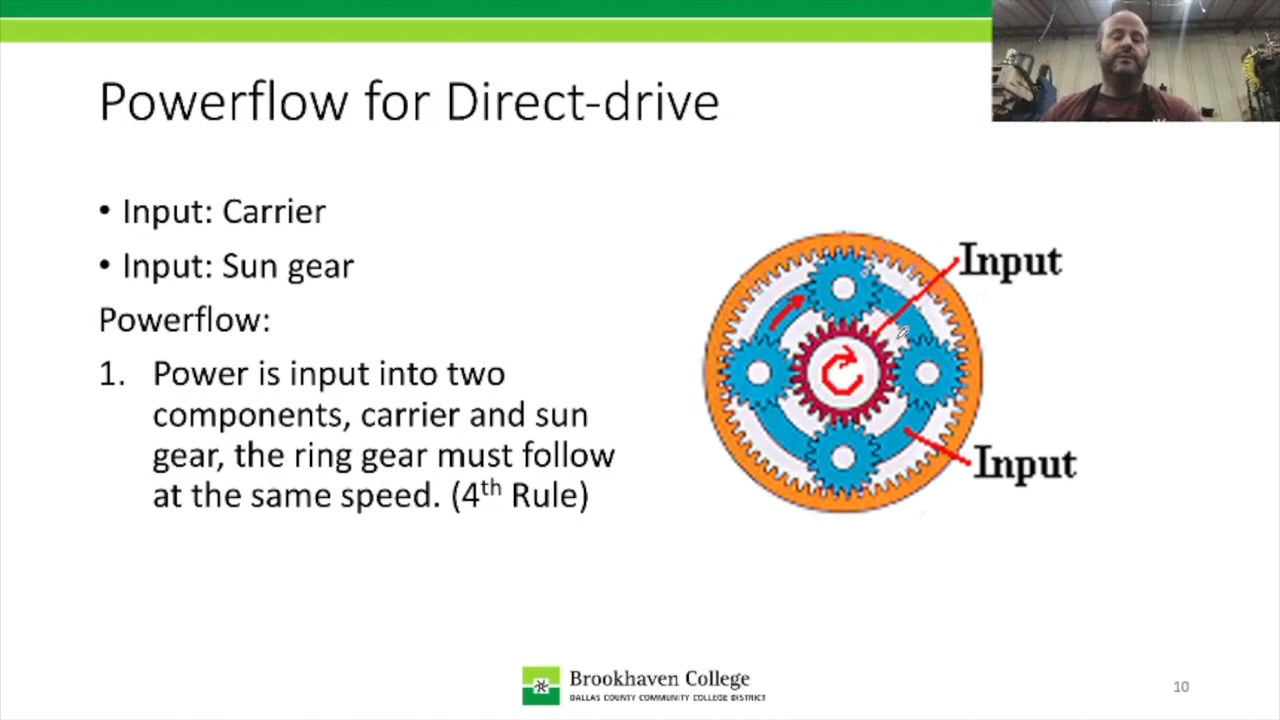 Powerflow for Direct-drive
• Input: Carrier
• Input: Sun gear
Powerflow:
1. Power is input into two
components, carrier and sun
gear, the ring gear must follow
at the same speed. (4th Rule)
Input
Input
Brookhaven College
DALLAS COUNTY COMMUNITY COLLEGE DISTRICT
10